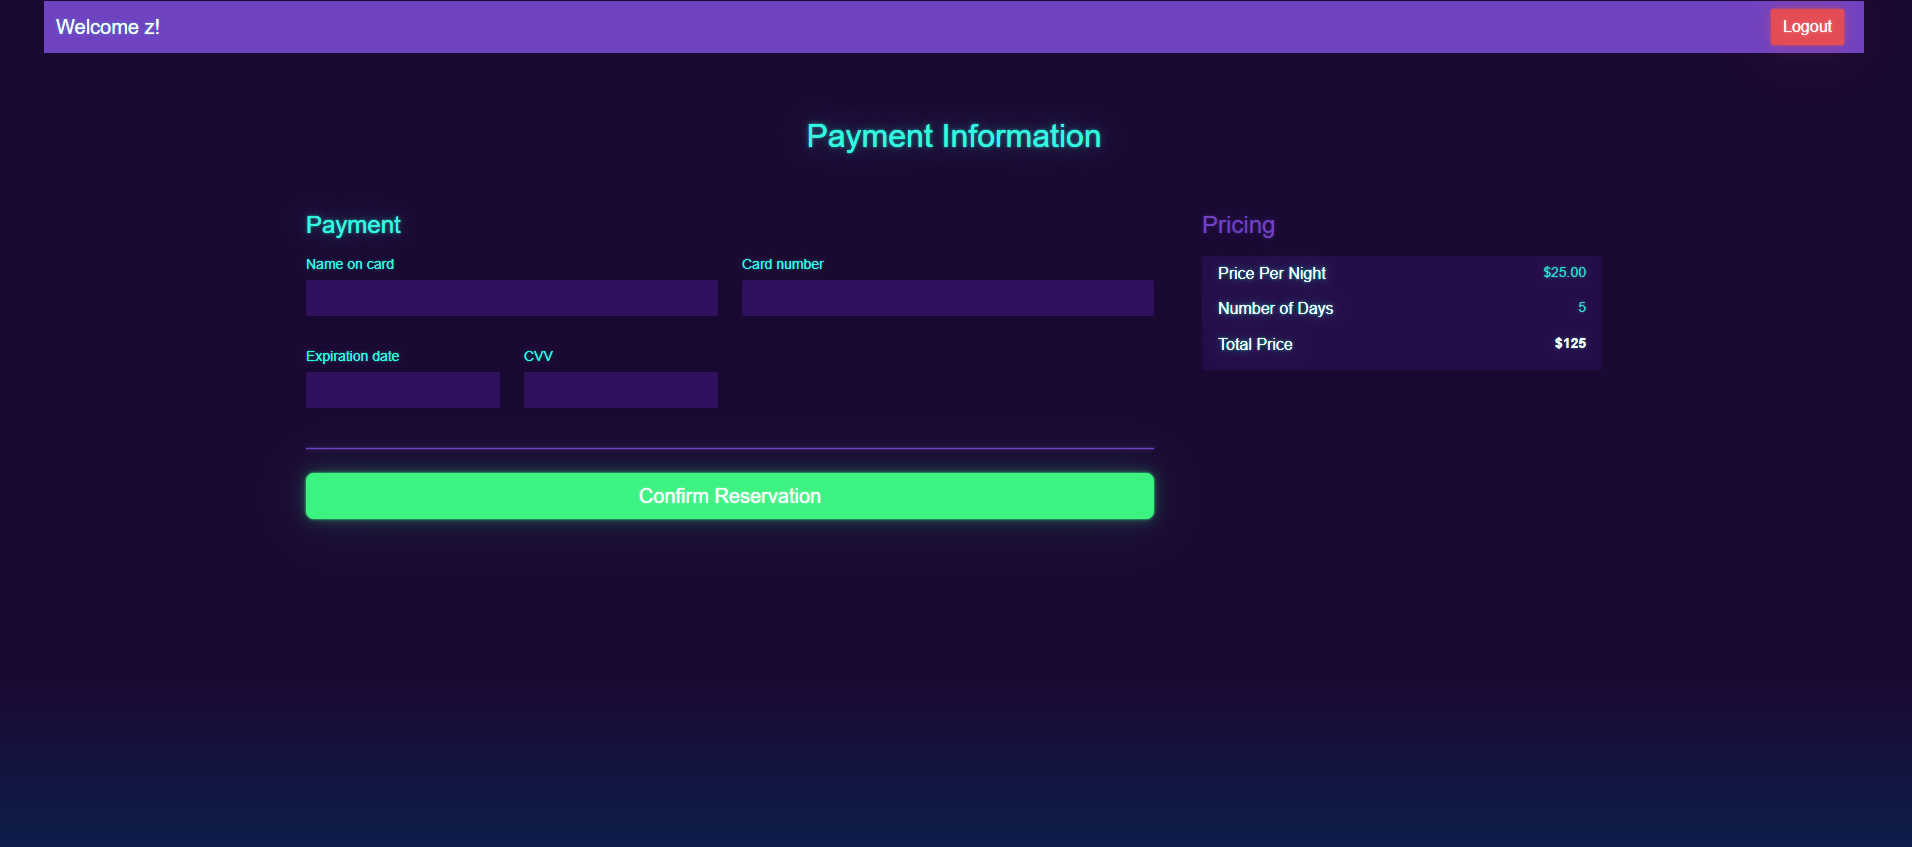 Welcome z!
Logout
Payment Information
Payment
Name on card
Card number
Expiration date
CVV
Confirm Reservation
Pricing
Price Per Night $25.00
Number of Days 5
Total Price $125